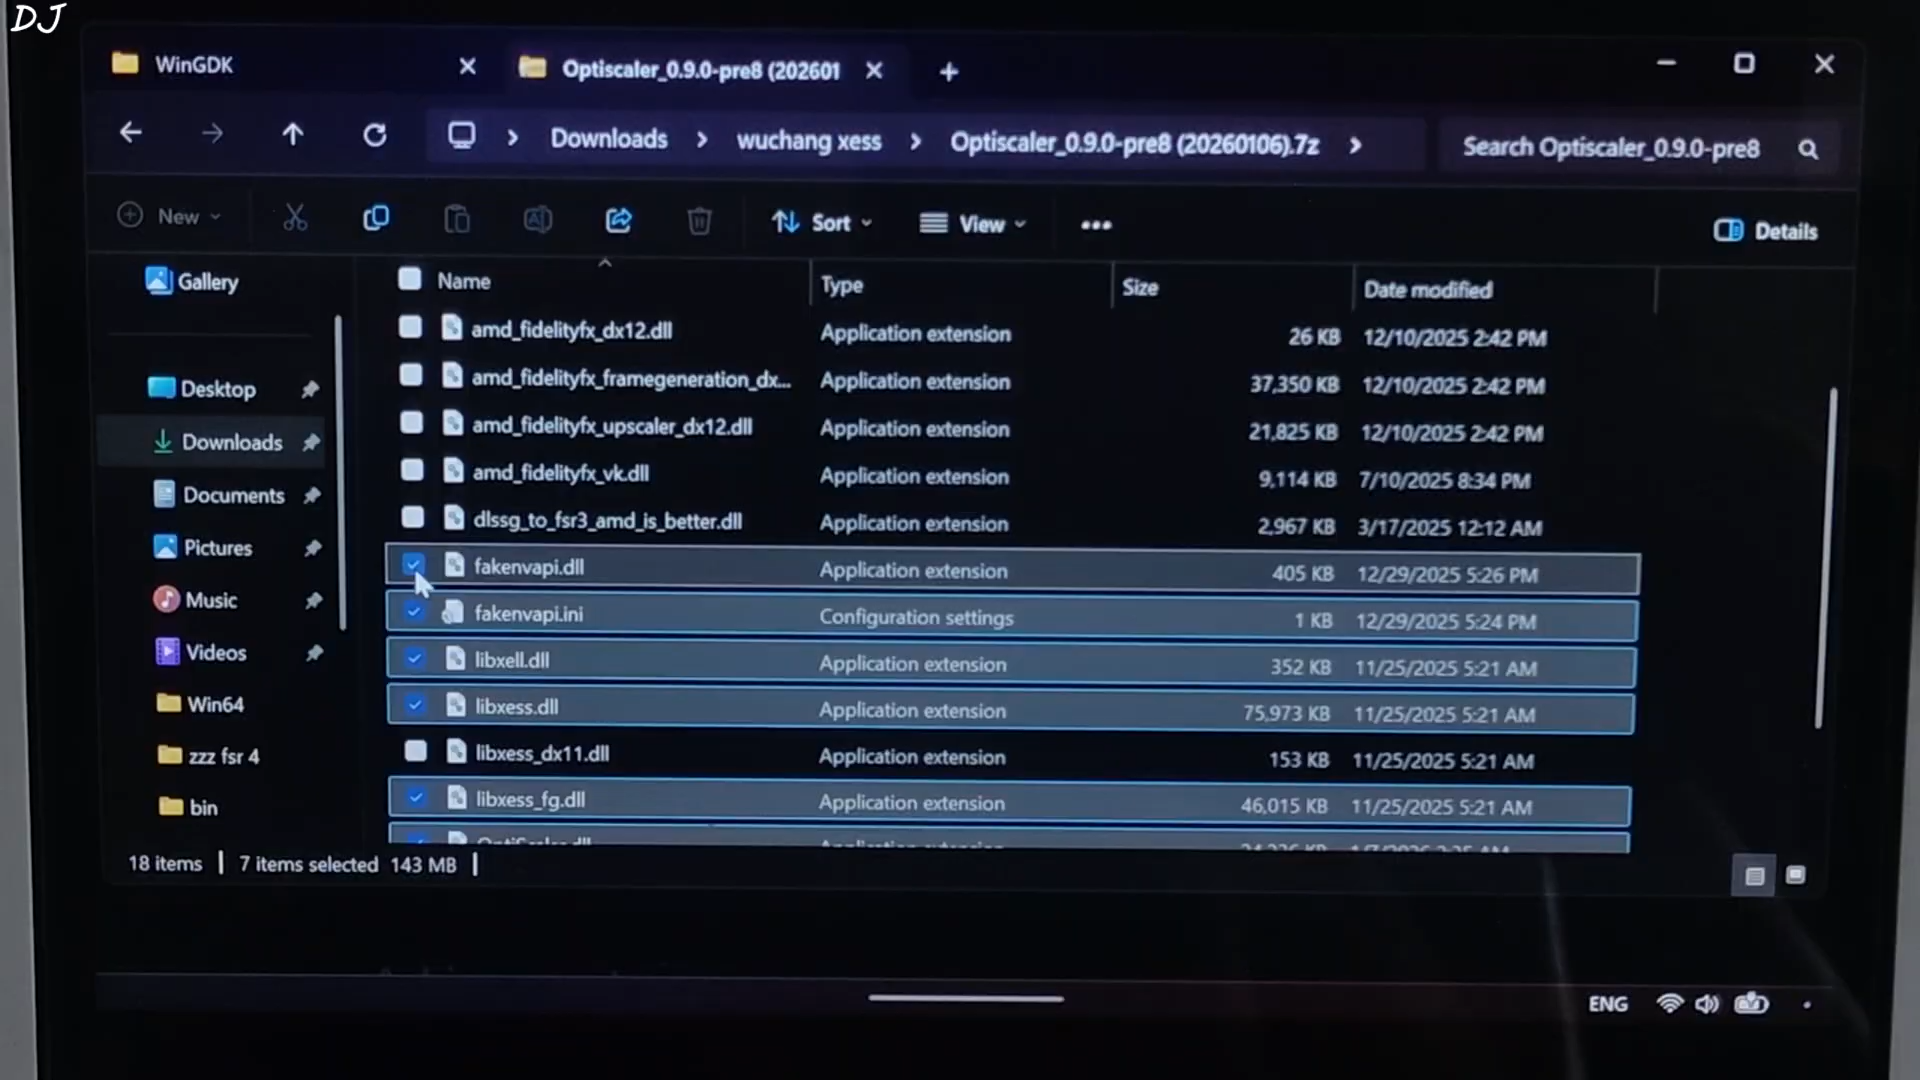 DJ
WinGDK
Optiscaler_0.9.0-pre8 (202601
Downloads > wuchang xess > Optiscaler_0.9.0-pre8 (20260106).7z >
Search Optiscaler_0.9.0-pre8
New
Sort
View
Details
Gallery
Desktop
Downloads
Documents
Pictures
Music
Videos
Win64
zzz fsr 4
bin
Name Type Size Date modified
amd_fidelityfx_dx12.dll Application extension 26 KB 12/10/2025 2:42 PM
amd_fidelityfx_framegeneration_dx... Application extension 37,350 KB 12/10/2025 2:42 PM
amd_fidelityfx_upscaler_dx12.dll Application extension 21,825 KB 12/10/2025 2:42 PM
amd_fidelityfx_vk.dll Application extension 9,114 KB 7/10/2025 8:34 PM
dlssg_to_fsr3_amd_is_better.dll Application extension 2,967 KB 3/17/2025 12:12 AM
fakenvapi.dll Application extension 405 KB 12/29/2025 5:26 PM
fakenvapi.ini Configuration settings 1 KB 12/29/2025 5:24 PM
libxell.dll Application extension 352 KB 11/25/2025 5:21 AM
libxess.dll Application extension 75,973 KB 11/25/2025 5:21 AM
libxess_dx11.dll Application extension 153 KB 11/25/2025 5:21 AM
libxess_fg.dll Application extension 46,015 KB 11/25/2025 5:21 AM
18 items | 7 items selected 143 MB |
ENG